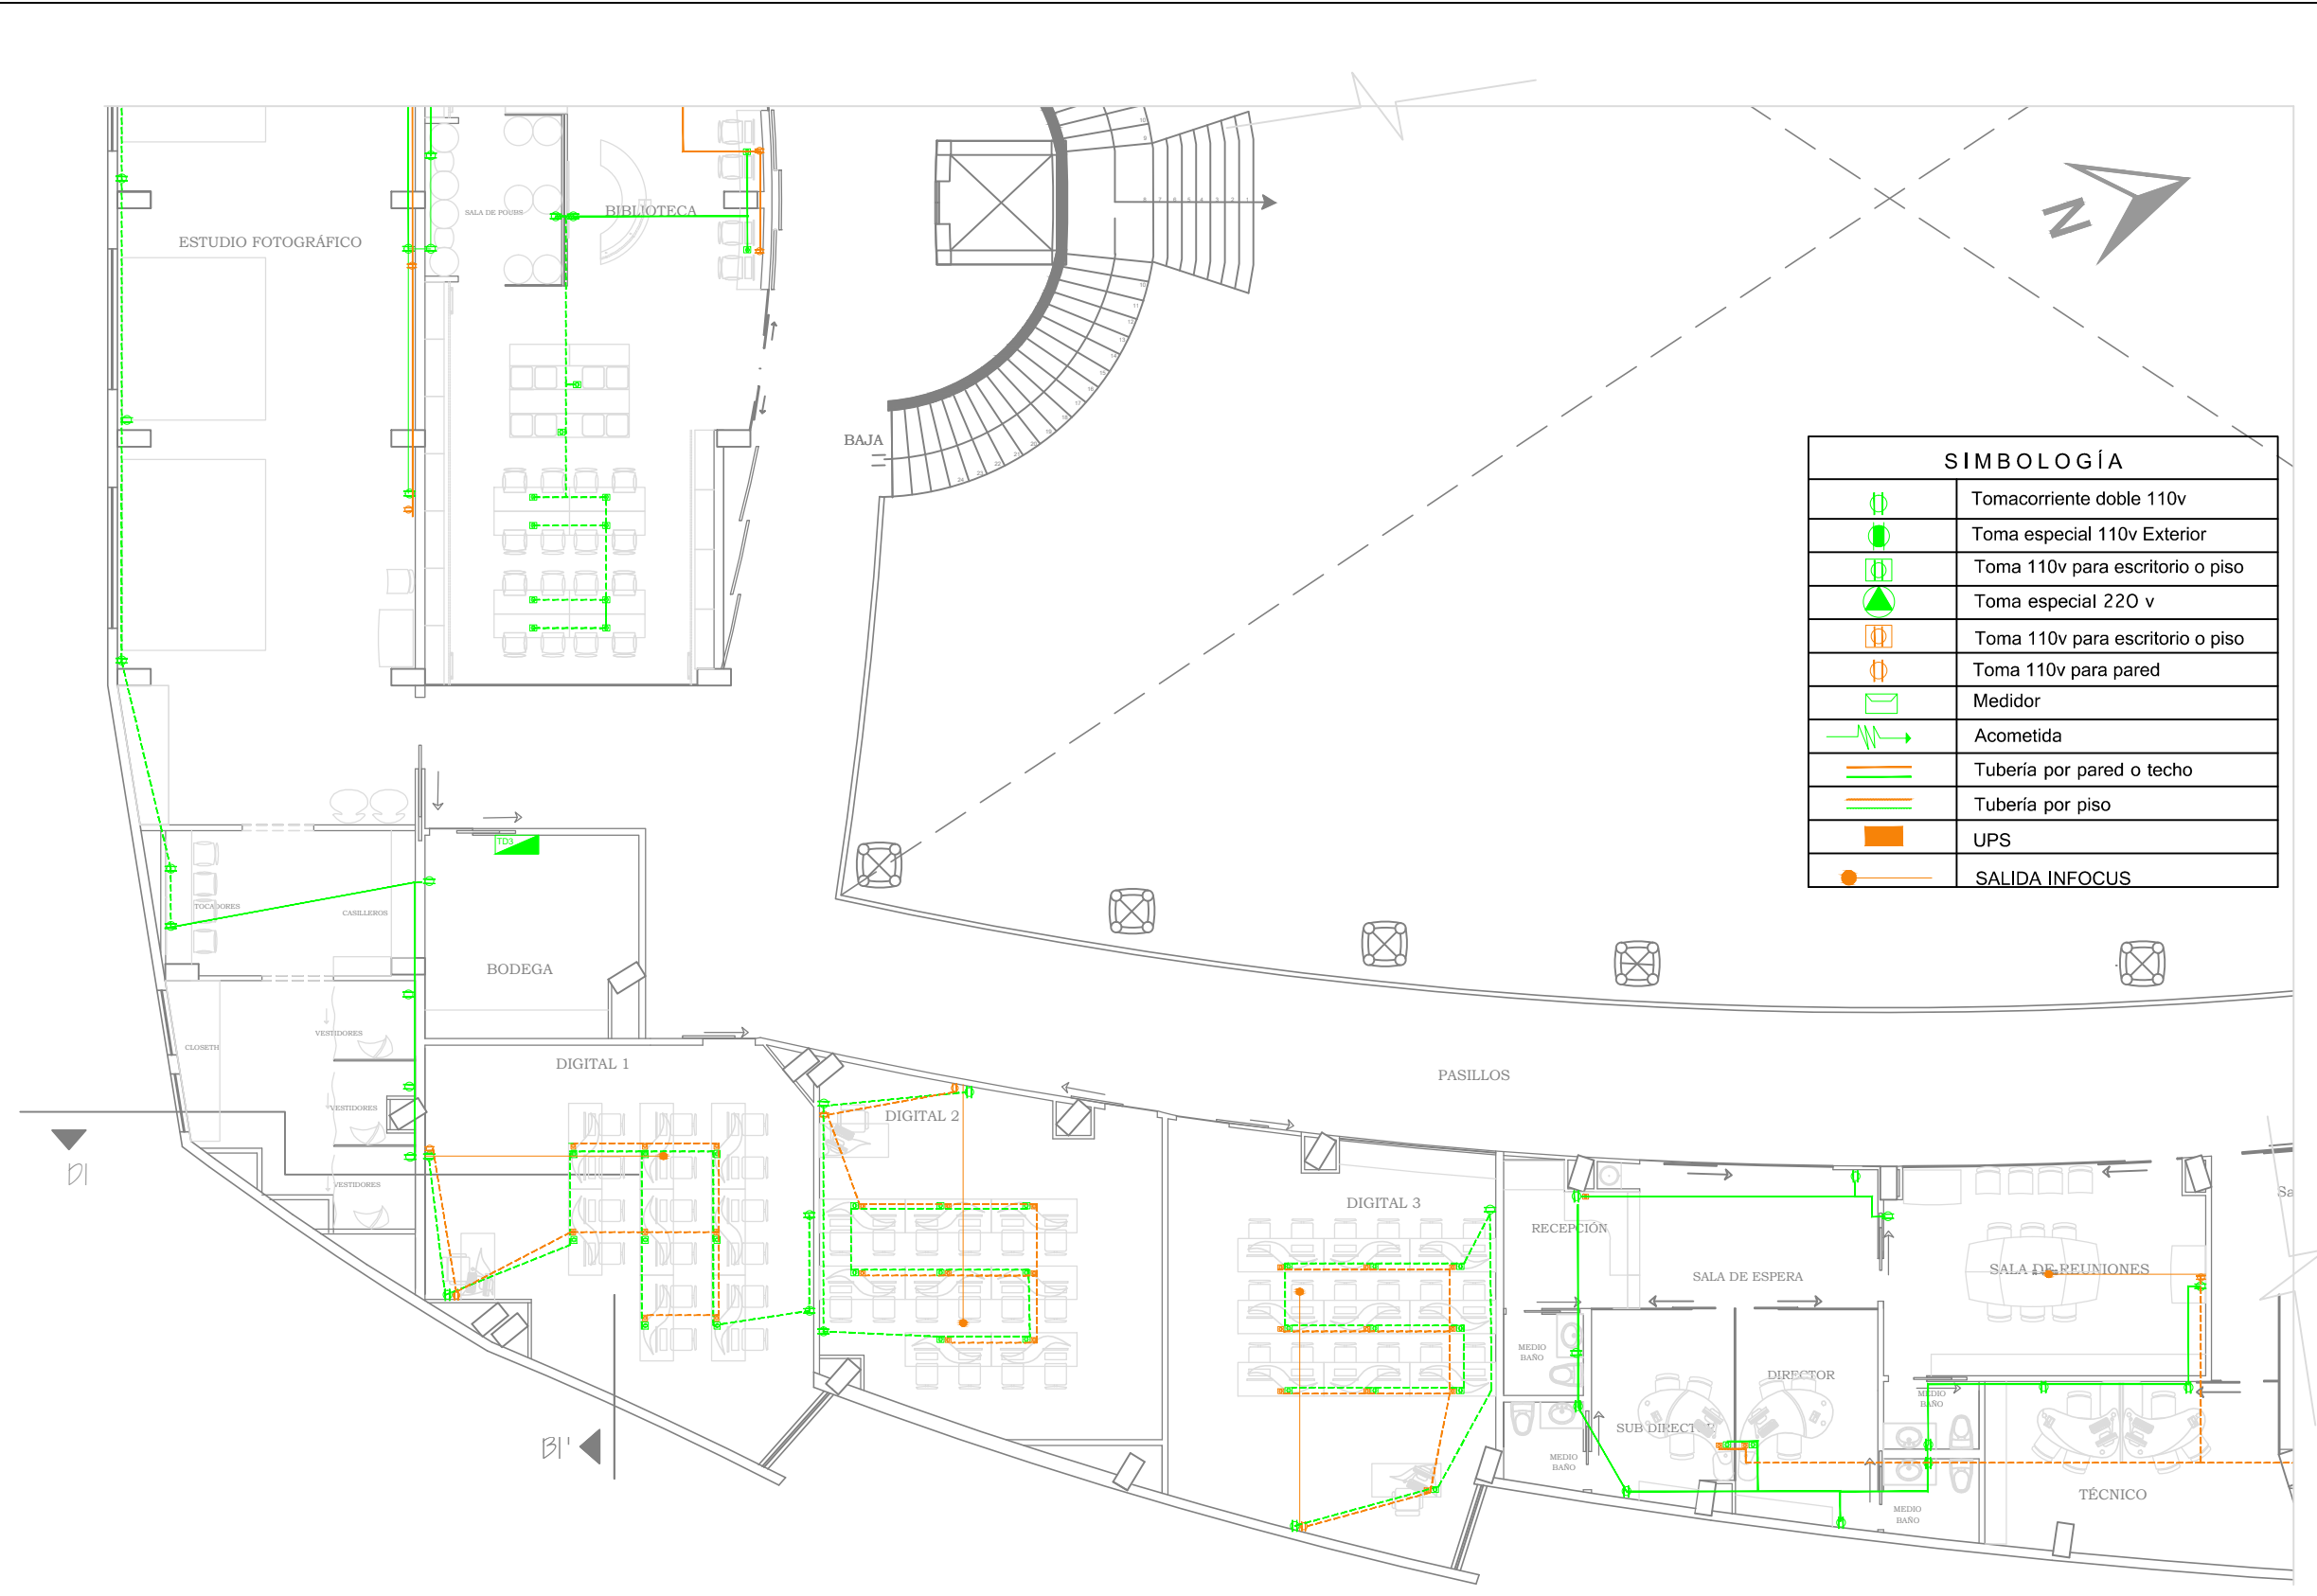 SALA DE POURS
BIBLIOTECA
ESTUDIO FOTOGRÁFICO
N
BAJA
SIMBOLOGÍA
Tomacorriente doble 110v
Toma especial 110v Exterior
Toma 110v para escritorio o piso
Toma especial 220 v
Toma 110v para escritorio o piso
Toma 110v para pared
Medidor
Acometida
Tubería por pared o techo
Tubería por piso
UPS
SALIDA INFOCUS
TD3
TOCADORES
CASILLEROS
BODEGA
VESTIDORES
CLOSETH
DIGITAL 1
PASILLOS
VESTIDORES
DIGITAL 2
VESTIDORES
DIGITAL 3
RECEPCIÓN
SALA DE ESPERA
SALA DE REUNIONES
MEDIO
BAÑO
DIRECTOR
MEDIO
BAÑO
SUB DIRECT
MEDIO
BAÑO
TÉCNICO
MEDIO
BAÑO